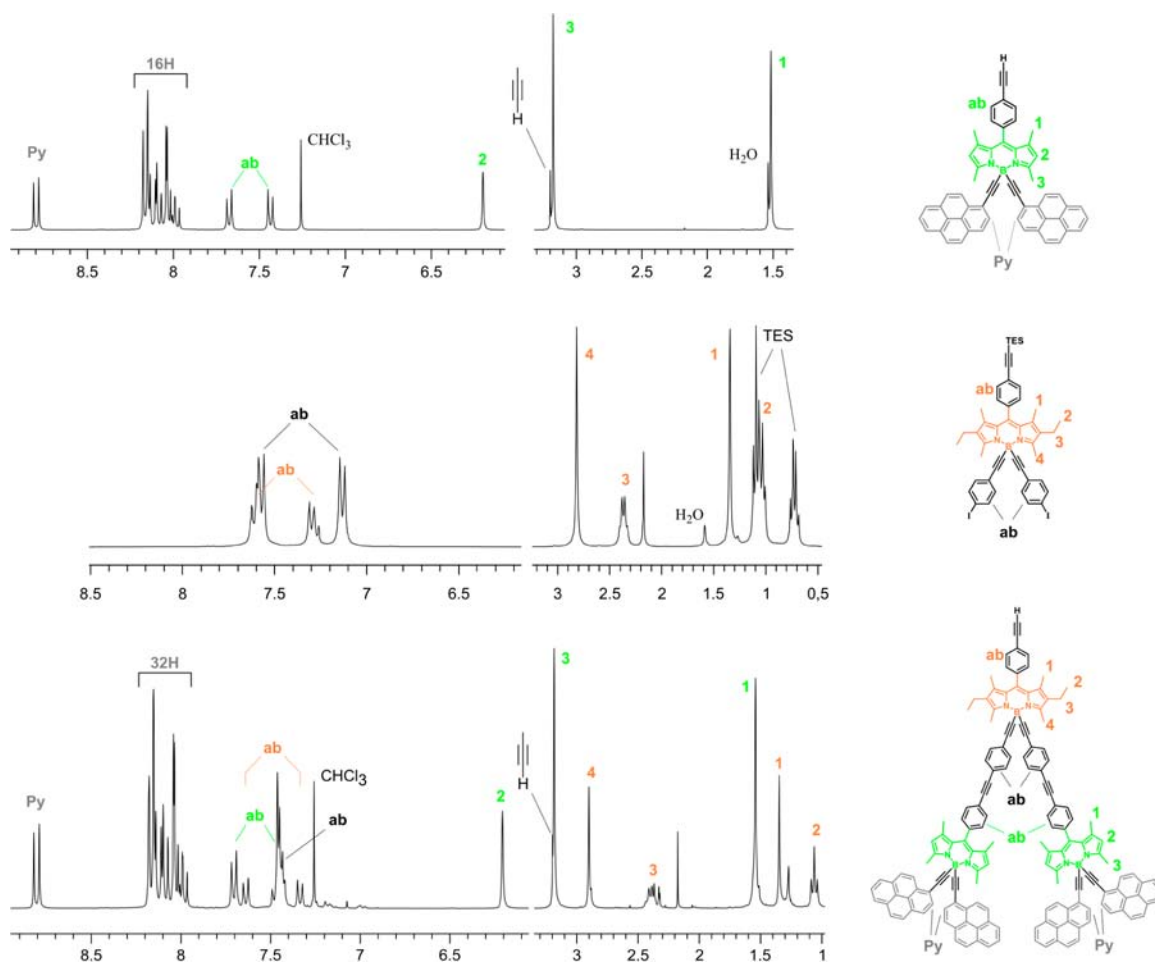 16H
Py
ab
CHCl3
2
H
3
H2O
1
8.5 8 7.5 7 6.5 3 2.5 2 1.5
H
ab
1
2
N N
B
3
Py
ab
ab
4
3
H2O
1
TES
2
8.5 8 7.5 7 6.5 3 2.5 2 1.5 1 0,5
TES
ab
1
2
3
N N
B
4
I I
ab
32H
Py
ab
ab
CHCl3
ab
2
H
3
4
3
1
1
2
8.5 8 7.5 7 6.5 3 2.5 2 1.5 1
H
ab
1
2
3
N N
B
4
ab
ab
1
2
N N N N
B B
3
Py Py